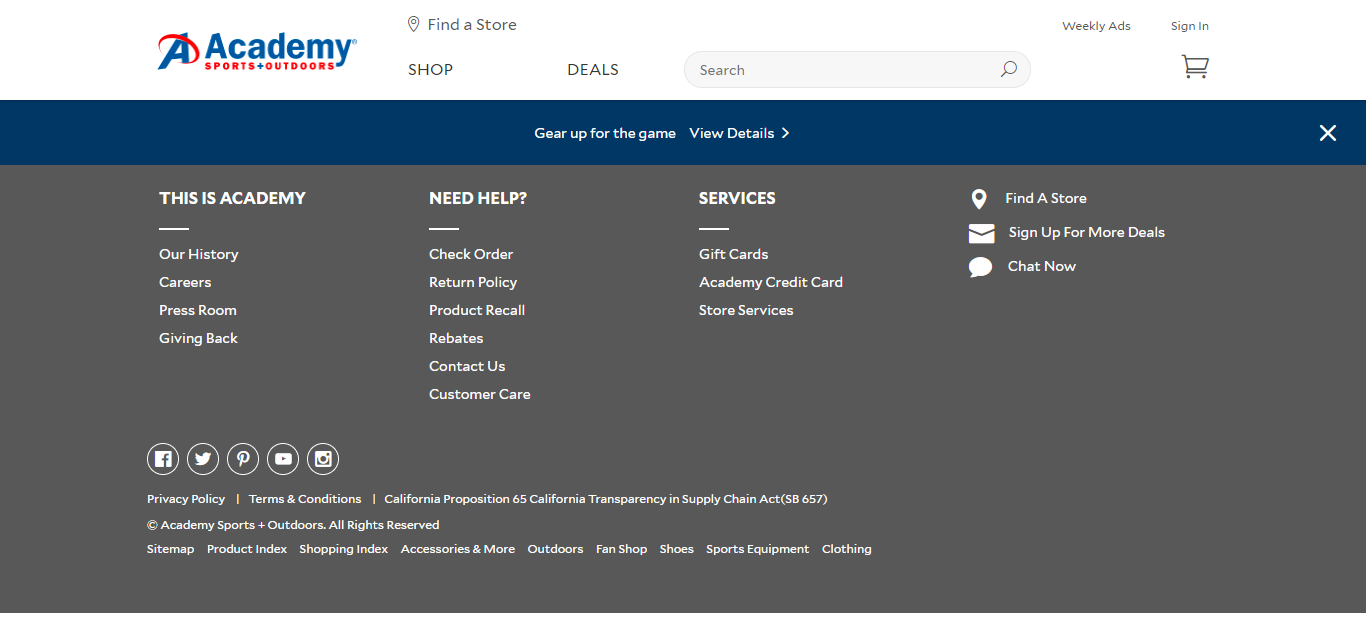 Find a Store
Weekly Ads
Sign In
Academy®
SPORTS+OUTDOORS
SHOP
DEALS
Search
Gear up for the game View Details
THIS IS ACADEMY
Our History
Careers
Press Room
Giving Back
NEED HELP?
Check Order
Return Policy
Product Recall
Rebates
Contact Us
Customer Care
SERVICES
Gift Cards
Academy Credit Card
Store Services
Find A Store
Sign Up For More Deals
Chat Now
Privacy Policy | Terms & Conditions | California Proposition 65 California Transparency in Supply Chain Act(SB 657)
© Academy Sports + Outdoors. All Rights Reserved
Sitemap Product Index Shopping Index Accessories & More Outdoors Fan Shop Shoes Sports Equipment Clothing